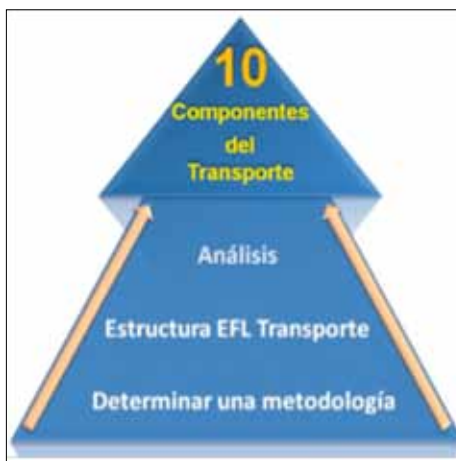 10
Componentes
del
Transporte
Análisis
Estructura EFL Transporte
Determinar una metodología